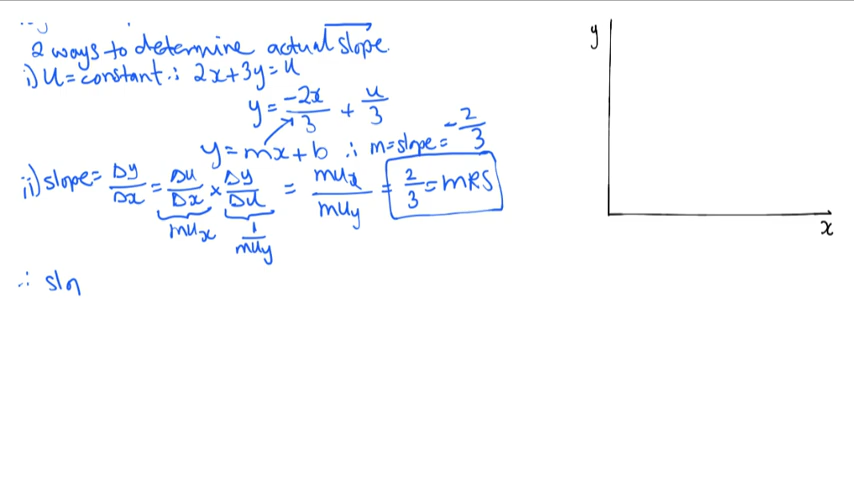 2 ways to determine actual slope.
i) U = constant ∴ 2x+3y=U
y = -2x/3 + U/3
y = mx + b ∴ m=slope= -2/3
ii) slope = Δy/Δx = ΔU/Δx × Δy/ΔU = MUx/MUy = 2/3 = MRS
MUx 1/MUy
∴ slo
y
x